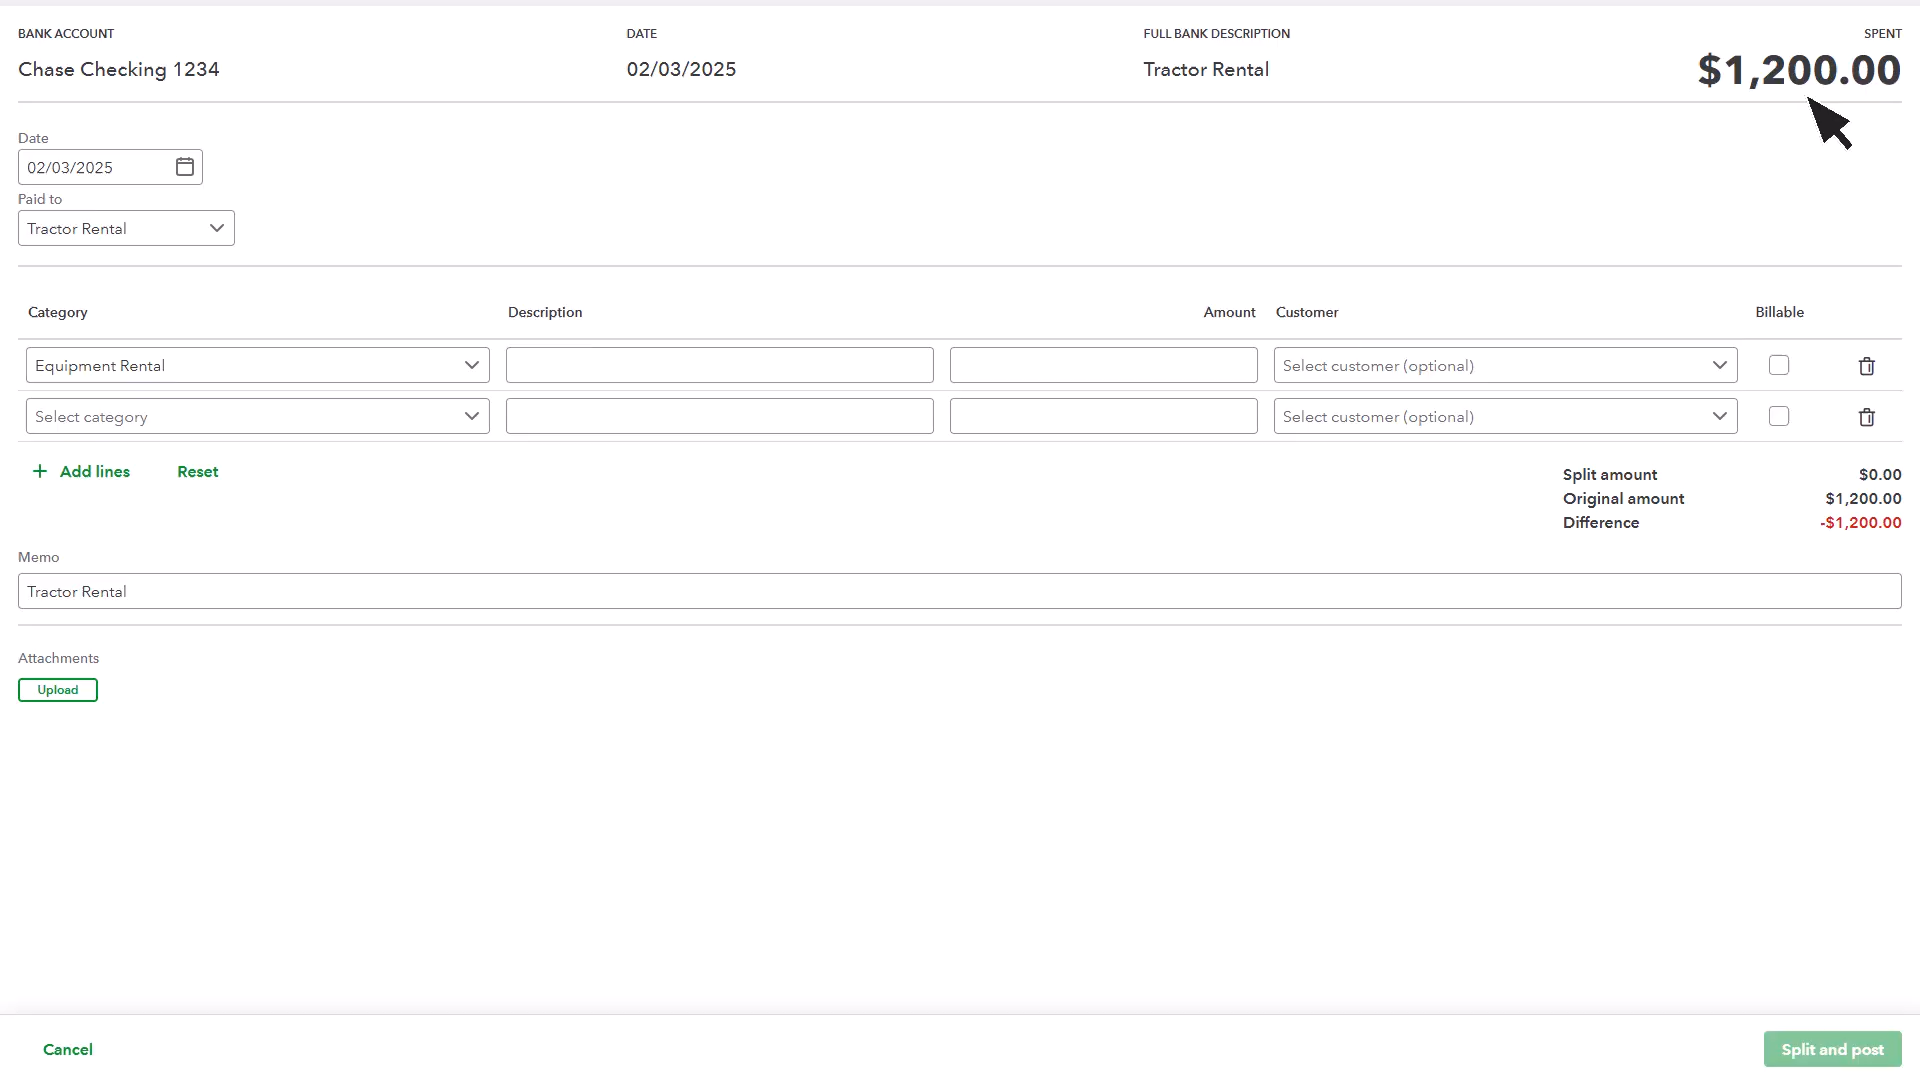 BANK ACCOUNT DATE FULL BANK DESCRIPTION SPENT
Chase Checking 1234 02/03/2025 Tractor Rental $1,200.00
Date
02/03/2025
Paid to
Tractor Rental
Category Description Amount Customer Billable
Equipment Rental Select customer (optional)
Select category Select customer (optional)
+ Add lines Reset
Split amount $0.00
Original amount $1,200.00
Difference -$1,200.00
Memo
Tractor Rental
Attachments
Upload
Cancel Split and post